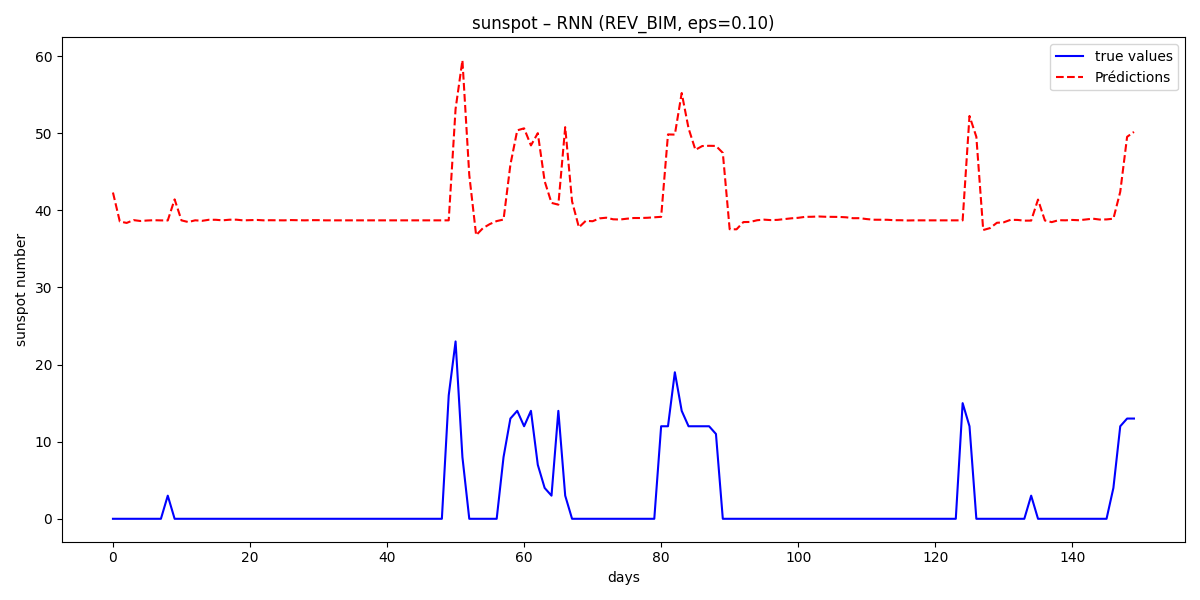 sunspot – RNN (REV_BIM, eps=0.10)
true values
Prédictions
sunspot number
60
50
40
30
20
10
0
0 20 40 60 80 100 120 140
days